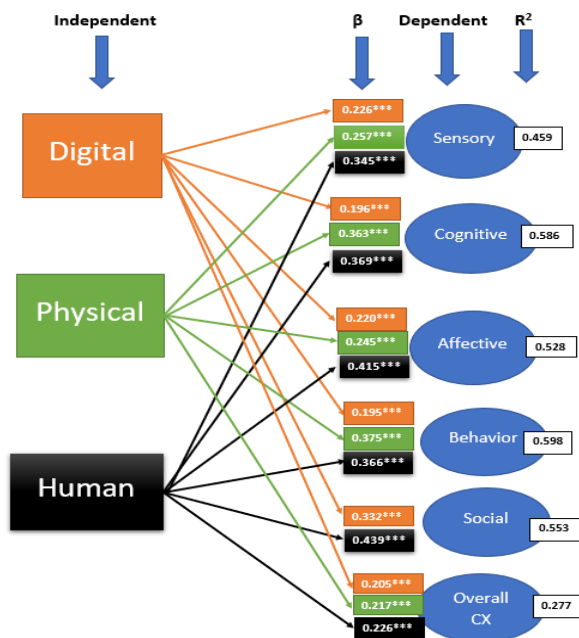 Independent
β
Dependent
R²
Digital
Physical
Human
0.226***
0.257***
0.345***
Sensory
0.459
0.196***
0.363***
0.369***
Cognitive
0.586
0.220***
0.245***
0.415***
Affective
0.528
0.195***
0.375***
0.366***
Behavior
0.598
0.332***
0.439***
Social
0.553
0.205***
0.217***
0.226***
Overall
CX
0.277